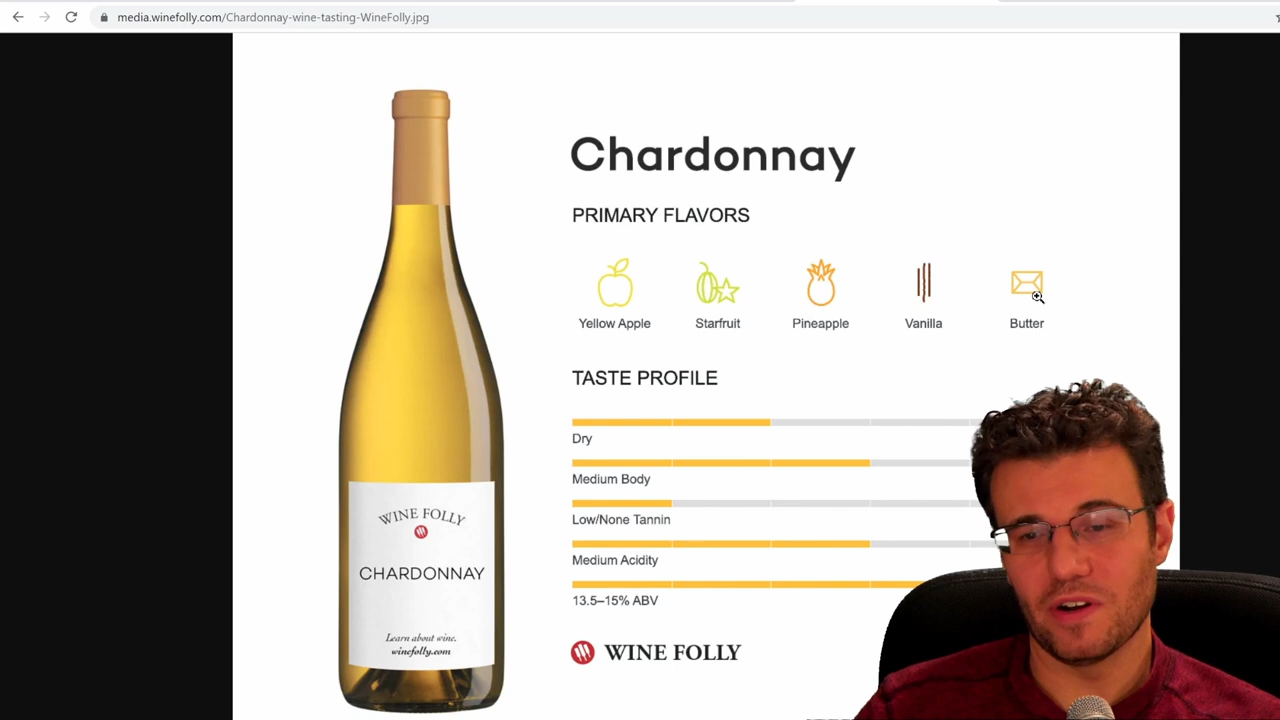 media.winefolly.com/Chardonnay-wine-tasting-WineFolly.jpg
Chardonnay
PRIMARY FLAVORS
Yellow Apple Starfruit Pineapple Vanilla Butter
TASTE PROFILE
Dry
Medium Body
Low/None Tannin
Medium Acidity
13.5–15% ABV
WINE FOLLY
WINE FOLLY
CHARDONNAY
Learn about wine.
winefolly.com